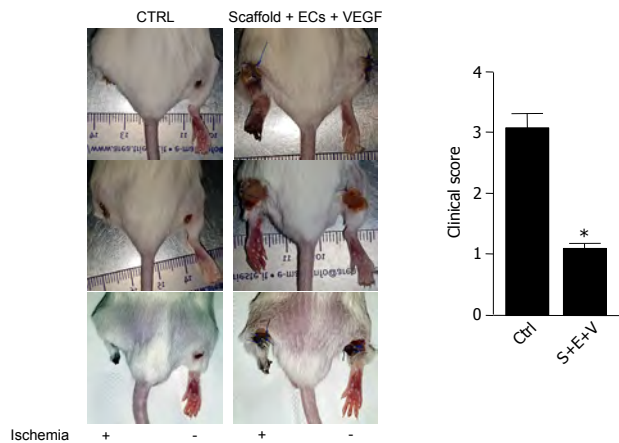 CTRL
Scaffold + ECs + VEGF
4
3
2
1
0
Clinical score
*
Ctrl
S+E+V
Ischemia + - + -